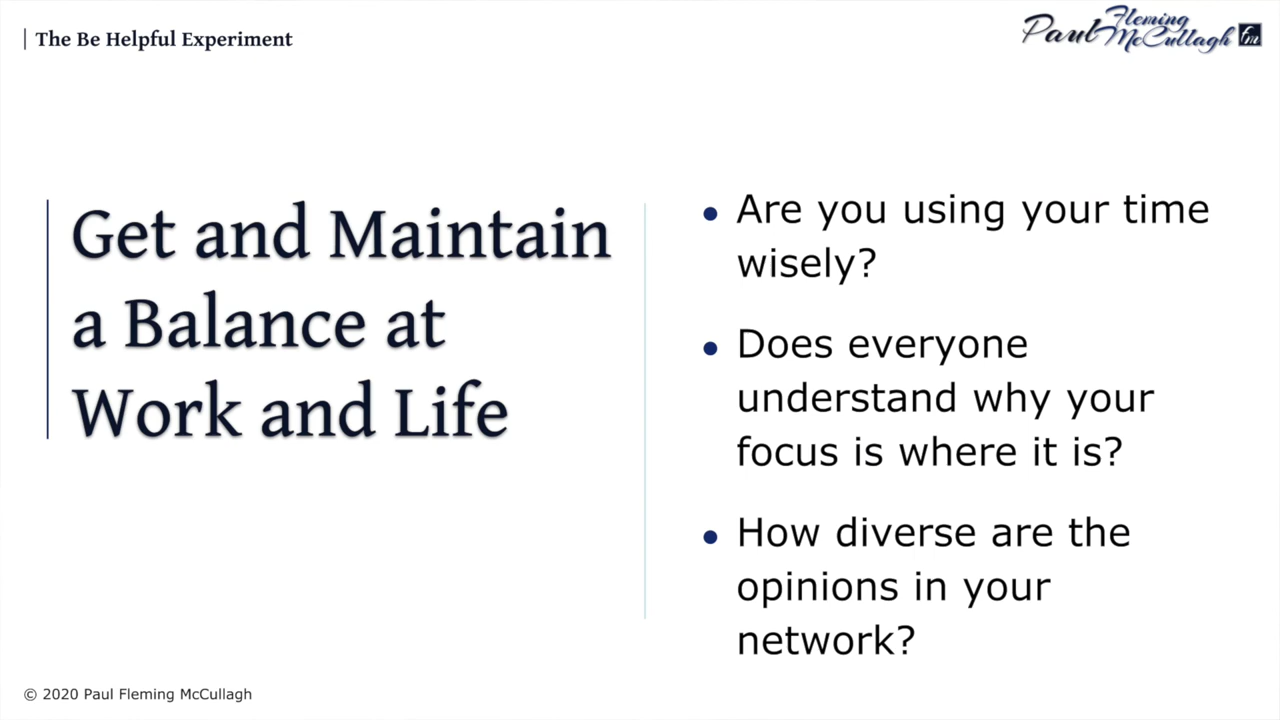 The Be Helpful Experiment
Paul Fleming McCullagh fm
Get and Maintain
a Balance at
Work and Life
• Are you using your time
wisely?
• Does everyone
understand why your
focus is where it is?
• How diverse are the
opinions in your
network?
© 2020 Paul Fleming McCullagh